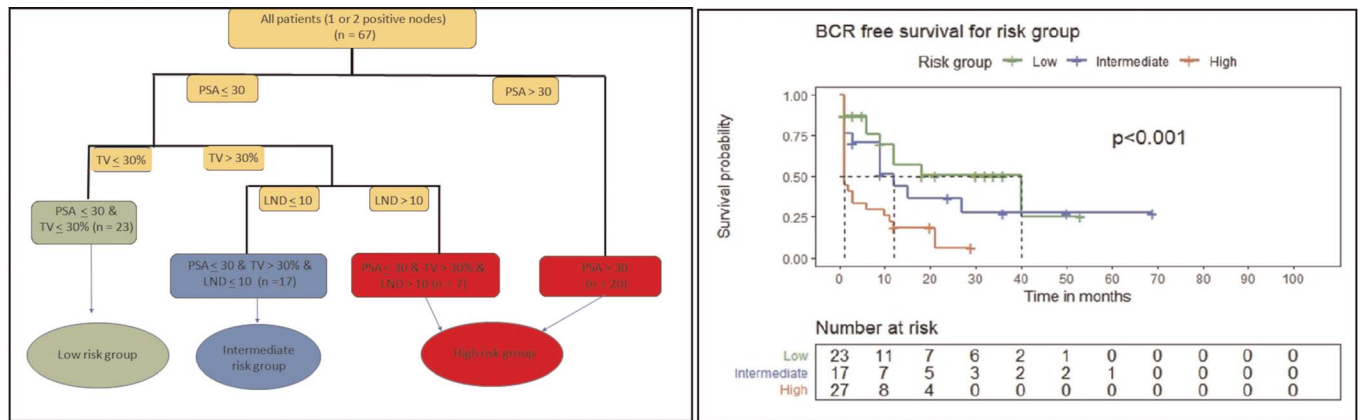 All patients (1 or 2 positive nodes)
(n = 67)
PSA ≤ 30
PSA > 30
TV ≤ 30%
TV > 30%
LND ≤ 10
LND > 10
PSA ≤ 30 &
TV ≤ 30% (n = 23)
PSA ≤ 30 & TV > 30% &
LND ≤ 10 (n =17)
PSA ≤ 30 & TV > 30% &
LND > 10 (n = 7)
PSA > 30
(n = 20)
Low risk group
Intermediate
risk group
High risk group
BCR free survival for risk group
Risk group Low Intermediate High
p<0.001
Survival probability
1.00
0.75
0.50
0.25
0.00
0 10 20 30 40 50 60 70 80 90 100
Time in months
Number at risk
Low 23 11 7 6 2 1 0 0 0 0 0
Intermediate 17 7 5 3 2 2 1 0 0 0 0
High 27 8 4 0 0 0 0 0 0 0 0